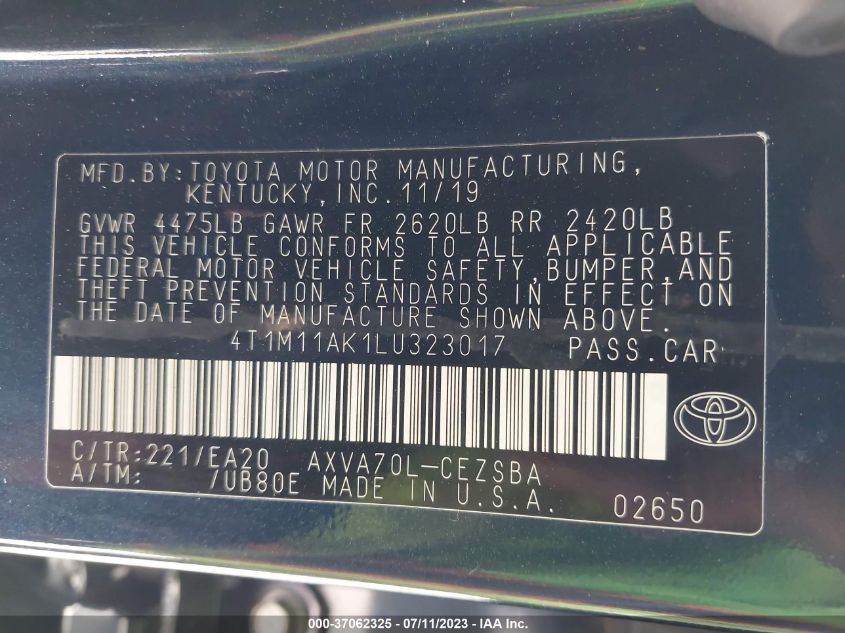 MFD.BY:TOYOTA MOTOR MANUFACTURING,
KENTUCKY,INC.11/19
GVWR 4475LB GAWR FR 2620LB RR 2420LB
THIS VEHICLE CONFORMS TO ALL APPLICABLE
FEDERAL MOTOR VEHICLE SAFETY,BUMPER,AND
THEFT PREVENTION STANDARDS IN EFFECT ON
THE DATE OF MANUFACTURE SHOWN ABOVE.
4T1M11AK1LU323017 PASS.CAR
C/TR:221/EA20 AXVA70L-CEZSBA
A/TM: /UB80E MADE IN U.S.A. 02650
000-37062325 / 07/11/2023 - IAA Inc.